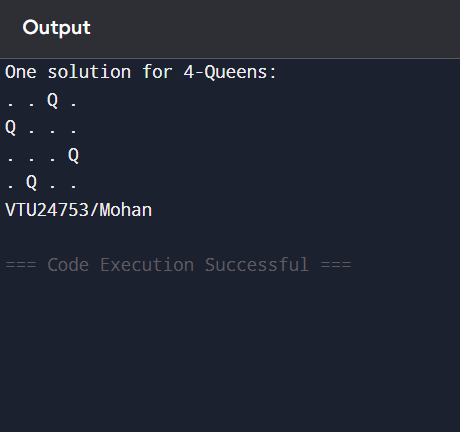 Output
One solution for 4-Queens:
. . Q .
Q . . .
. . . Q
. Q . .
VTU24753/Mohan
=== Code Execution Successful ===